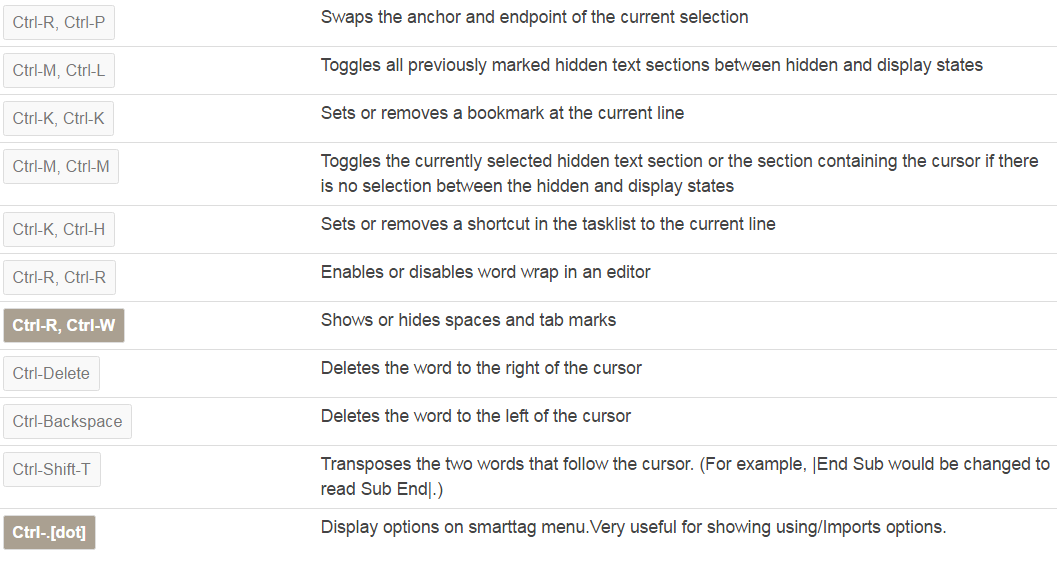 Ctrl-R, Ctrl-P Swaps the anchor and endpoint of the current selection
Ctrl-M, Ctrl-L Toggles all previously marked hidden text sections between hidden and display states
Ctrl-K, Ctrl-K Sets or removes a bookmark at the current line
Ctrl-M, Ctrl-M Toggles the currently selected hidden text section or the section containing the cursor if there
is no selection between the hidden and display states
Ctrl-K, Ctrl-H Sets or removes a shortcut in the tasklist to the current line
Ctrl-R, Ctrl-R Enables or disables word wrap in an editor
Ctrl-R, Ctrl-W Shows or hides spaces and tab marks
Ctrl-Delete Deletes the word to the right of the cursor
Ctrl-Backspace Deletes the word to the left of the cursor
Ctrl-Shift-T Transposes the two words that follow the cursor. (For example, |End Sub would be changed to
read Sub End|.)
Ctrl-.[dot] Display options on smarttag menu.Very useful for showing using/Imports options.